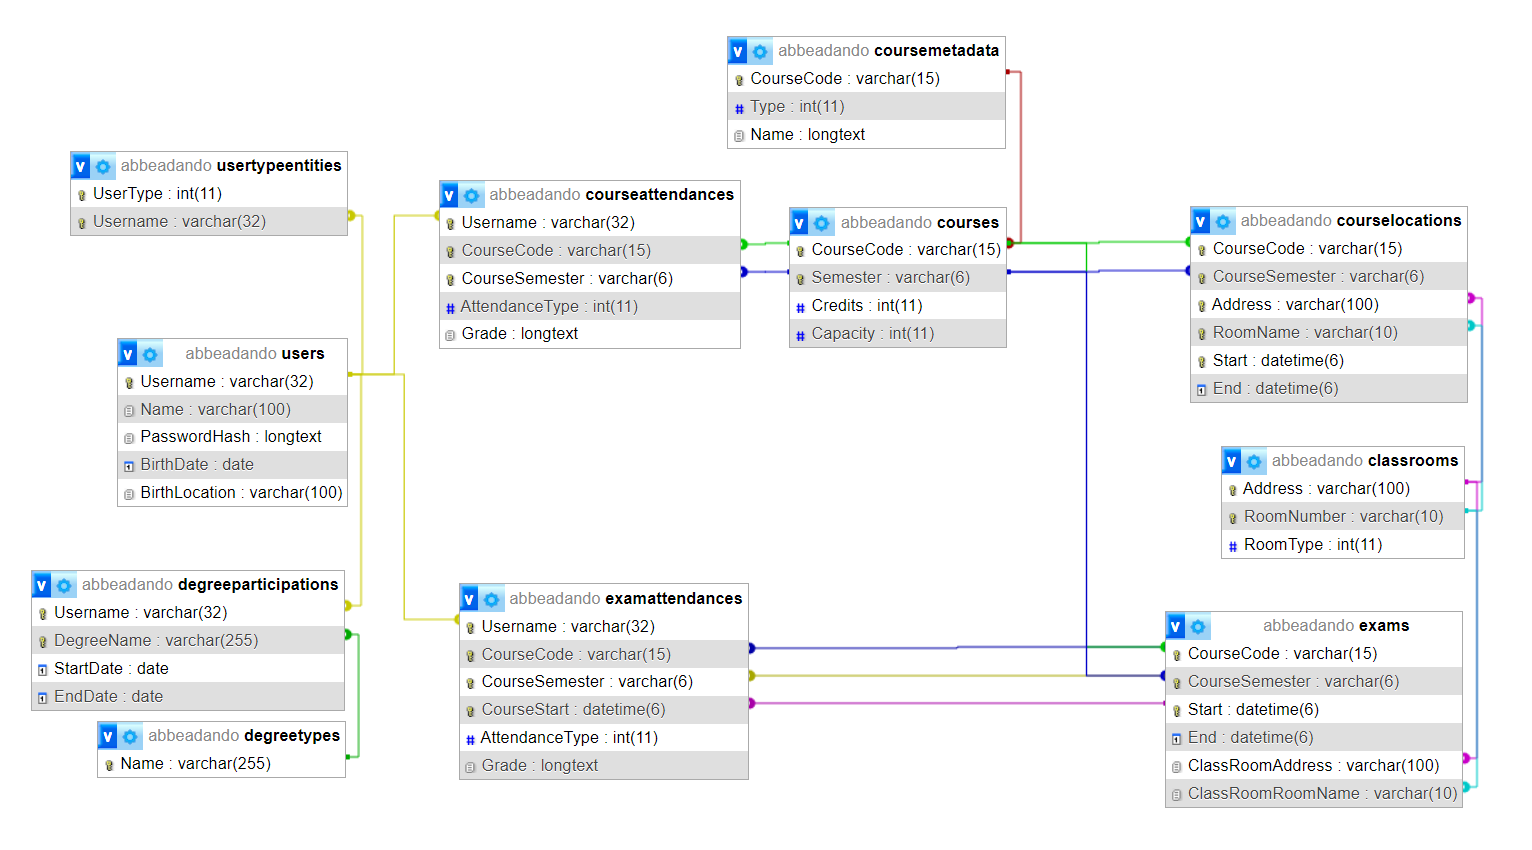 v abbeadando coursemetadata
CourseCode : varchar(15)
# Type : int(11)
Name : longtext
v abbeadando usertypeentities
UserType : int(11)
Username : varchar(32)
v abbeadando courseattendances
Username : varchar(32)
CourseCode : varchar(15)
CourseSemester : varchar(6)
# AttendanceType : int(11)
Grade : longtext
v abbeadando courses
CourseCode : varchar(15)
Semester : varchar(6)
# Credits : int(11)
# Capacity : int(11)
v abbeadando courselocations
CourseCode : varchar(15)
CourseSemester : varchar(6)
Address : varchar(100)
RoomName : varchar(10)
Start : datetime(6)
End : datetime(6)
v abbeadando users
Username : varchar(32)
Name : varchar(100)
PasswordHash : longtext
BirthDate : date
BirthLocation : varchar(100)
v abbeadando classrooms
Address : varchar(100)
RoomNumber : varchar(10)
# RoomType : int(11)
v abbeadando degreeparticipations
Username : varchar(32)
DegreeName : varchar(255)
StartDate : date
EndDate : date
v abbeadando degreetypes
Name : varchar(255)
v abbeadando examattendances
Username : varchar(32)
CourseCode : varchar(15)
CourseSemester : varchar(6)
CourseStart : datetime(6)
# AttendanceType : int(11)
Grade : longtext
v abbeadando exams
CourseCode : varchar(15)
CourseSemester : varchar(6)
Start : datetime(6)
End : datetime(6)
ClassRoomAddress : varchar(100)
ClassRoomRoomName : varchar(10)